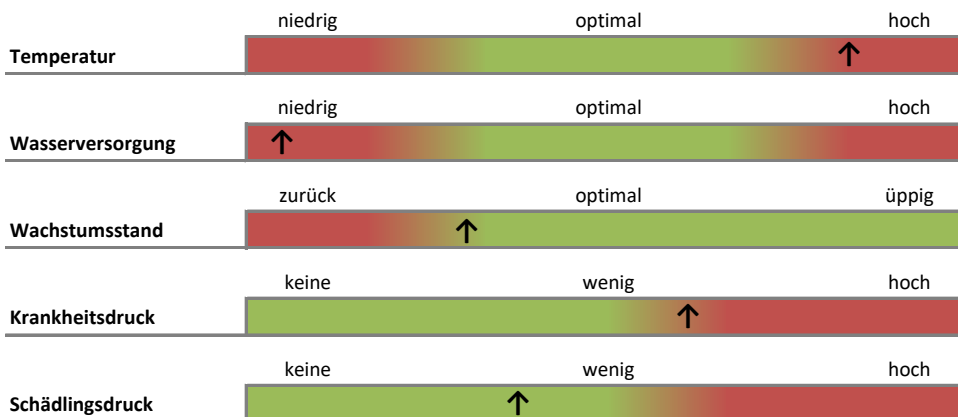 niedrig optimal hoch
Temperatur
niedrig optimal hoch
Wasserversorgung
zurück optimal üppig
Wachstumsstand
keine wenig hoch
Krankheitsdruck
keine wenig hoch
Schädlingsdruck